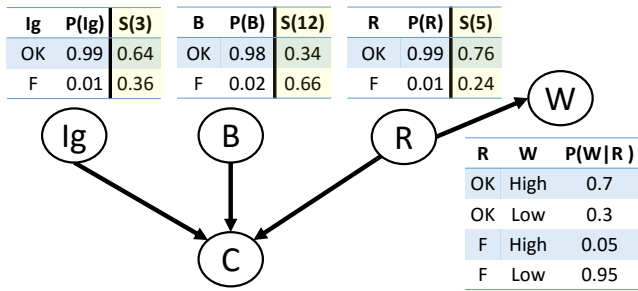 Ig P(Ig) S(3)
OK 0.99 0.64
F 0.01 0.36
B P(B) S(12)
OK 0.98 0.34
F 0.02 0.66
R P(R) S(5)
OK 0.99 0.76
F 0.01 0.24
W
Ig
B
R
C
R W P(W|R )
OK High 0.7
OK Low 0.3
F High 0.05
F Low 0.95